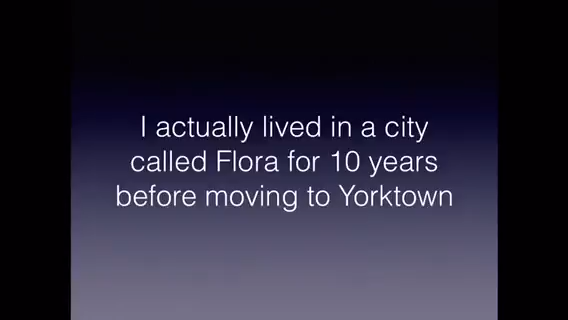 I actually lived in a city
called Flora for 10 years
before moving to Yorktown